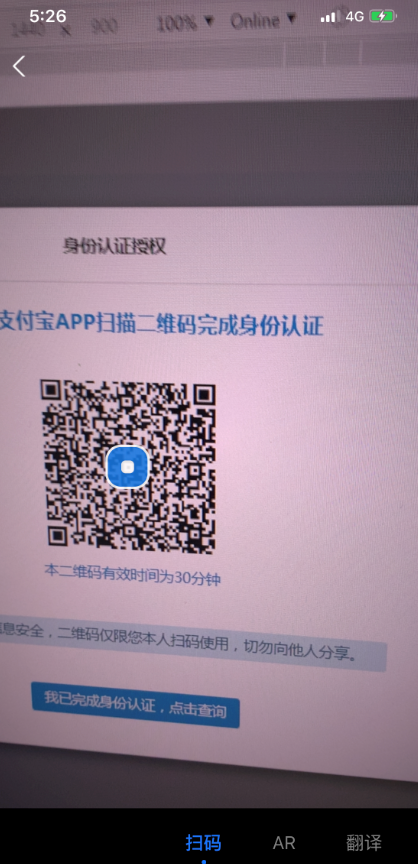 5:26
4G
1440 × 900
100% ▼
Online ▼
身份认证授权
支付宝APP扫描二维码完成身份认证
本二维码有效时间为30分钟
息安全，二维码仅限您本人扫码使用，切勿向他人分享。
我已完成身份认证，点击查询
扫码
AR
翻译